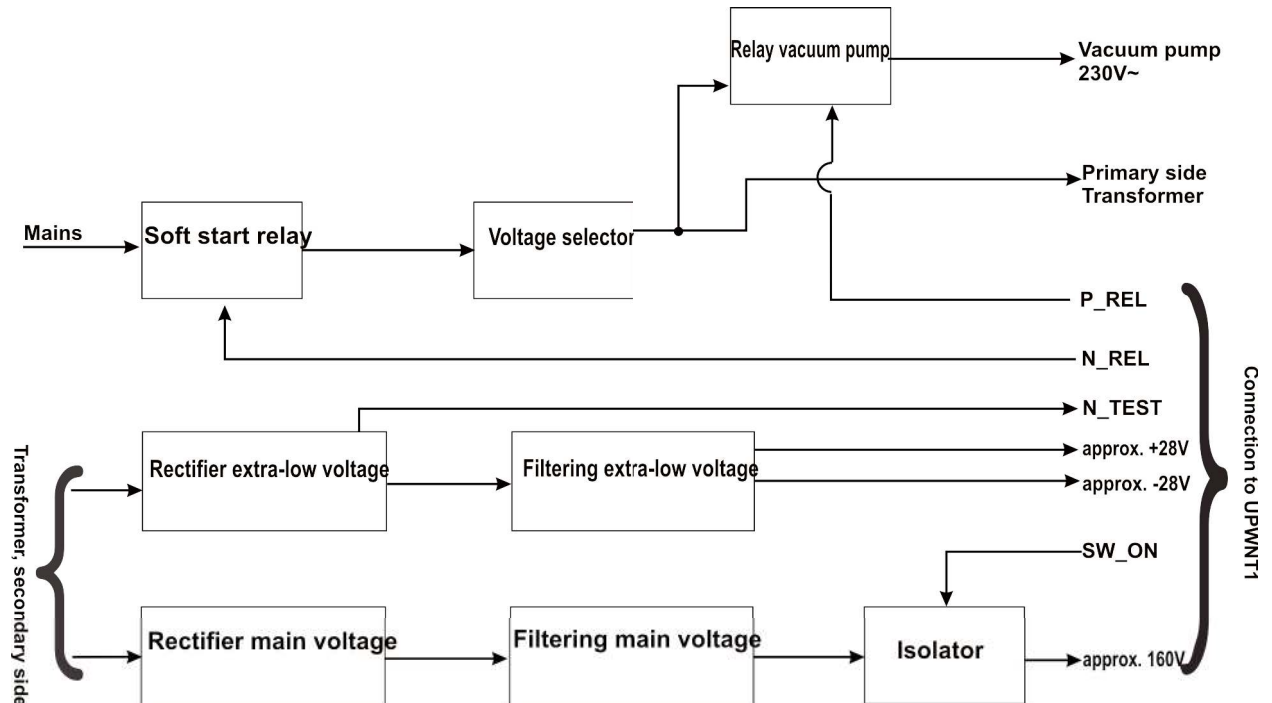 Relay vacuum pump
Vacuum pump
230V~
Primary side
Transformer
Mains
Soft start relay
Voltage selector
P_REL
N_REL
N_TEST
Rectifier extra-low voltage
Filtering extra-low voltage
approx. +28V
approx. -28V
SW_ON
Rectifier main voltage
Filtering main voltage
Isolator
approx. 160V
Transformer, secondary side
Connection to UPWNT1